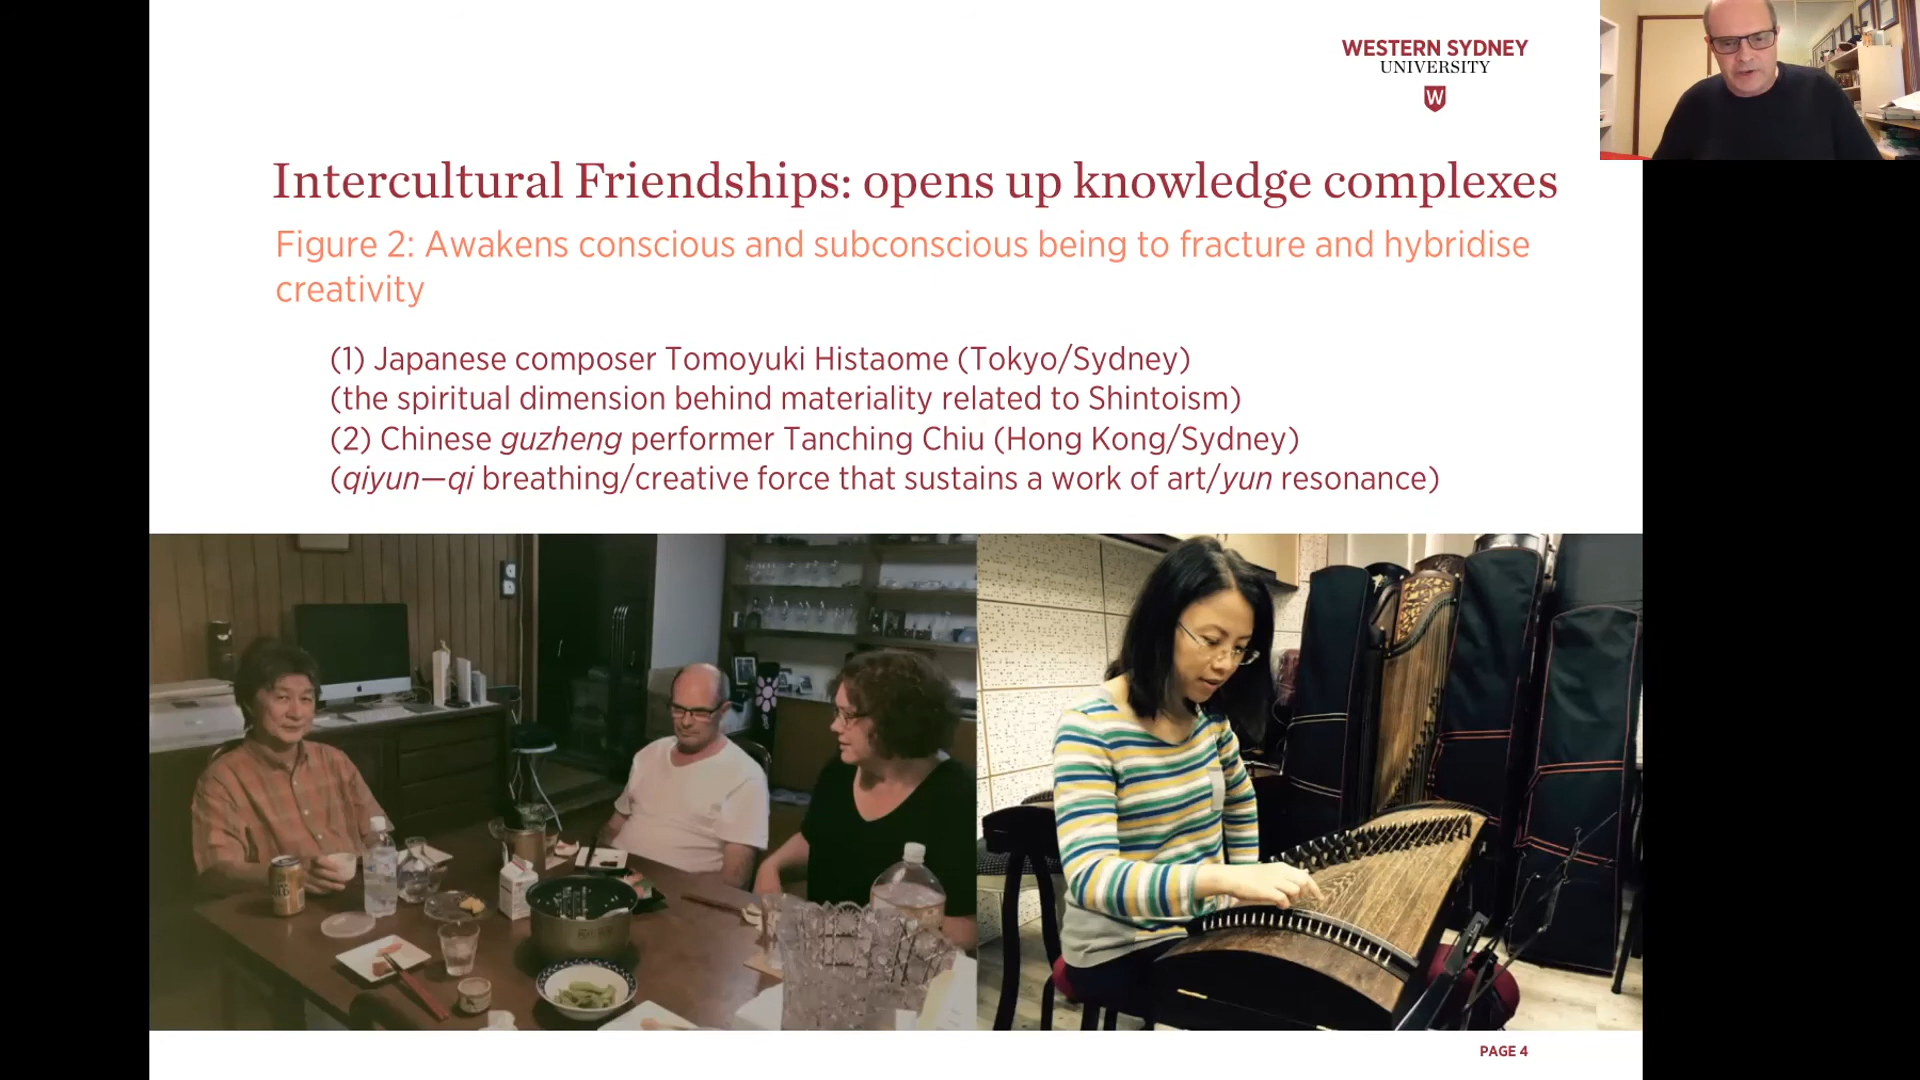 WESTERN SYDNEY
UNIVERSITY
W
Intercultural Friendships: opens up knowledge complexes
Figure 2: Awakens conscious and subconscious being to fracture and hybridise
creativity
(1) Japanese composer Tomoyuki Histaome (Tokyo/Sydney)
(the spiritual dimension behind materiality related to Shintoism)
(2) Chinese guzheng performer Tanching Chiu (Hong Kong/Sydney)
(qiyun—qi breathing/creative force that sustains a work of art/yun resonance)
PAGE 4